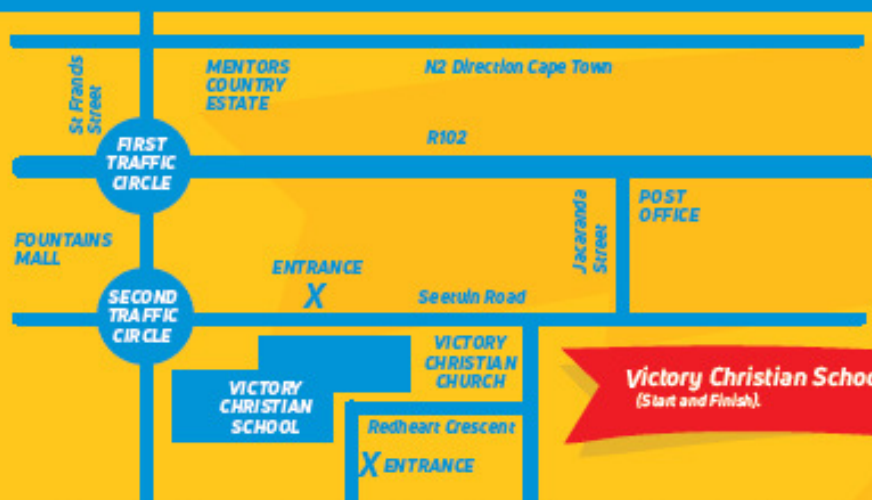 St Francis
Street
MENTORS
COUNTRY
ESTATE
N2 Direction Cape Town
R102
FIRST
TRAFFIC
CIRCLE
Jacaranda
Street
POST
OFFICE
FOUNTAINS
MALL
ENTRANCE
X
Seetuin Road
SECOND
TRAFFIC
CIRCLE
VICTORY
CHRISTIAN
CHURCH
VICTORY
CHRISTIAN
SCHOOL
Redheart Crescent
X ENTRANCE
Victory Christian Schoo
(Start and Finish).